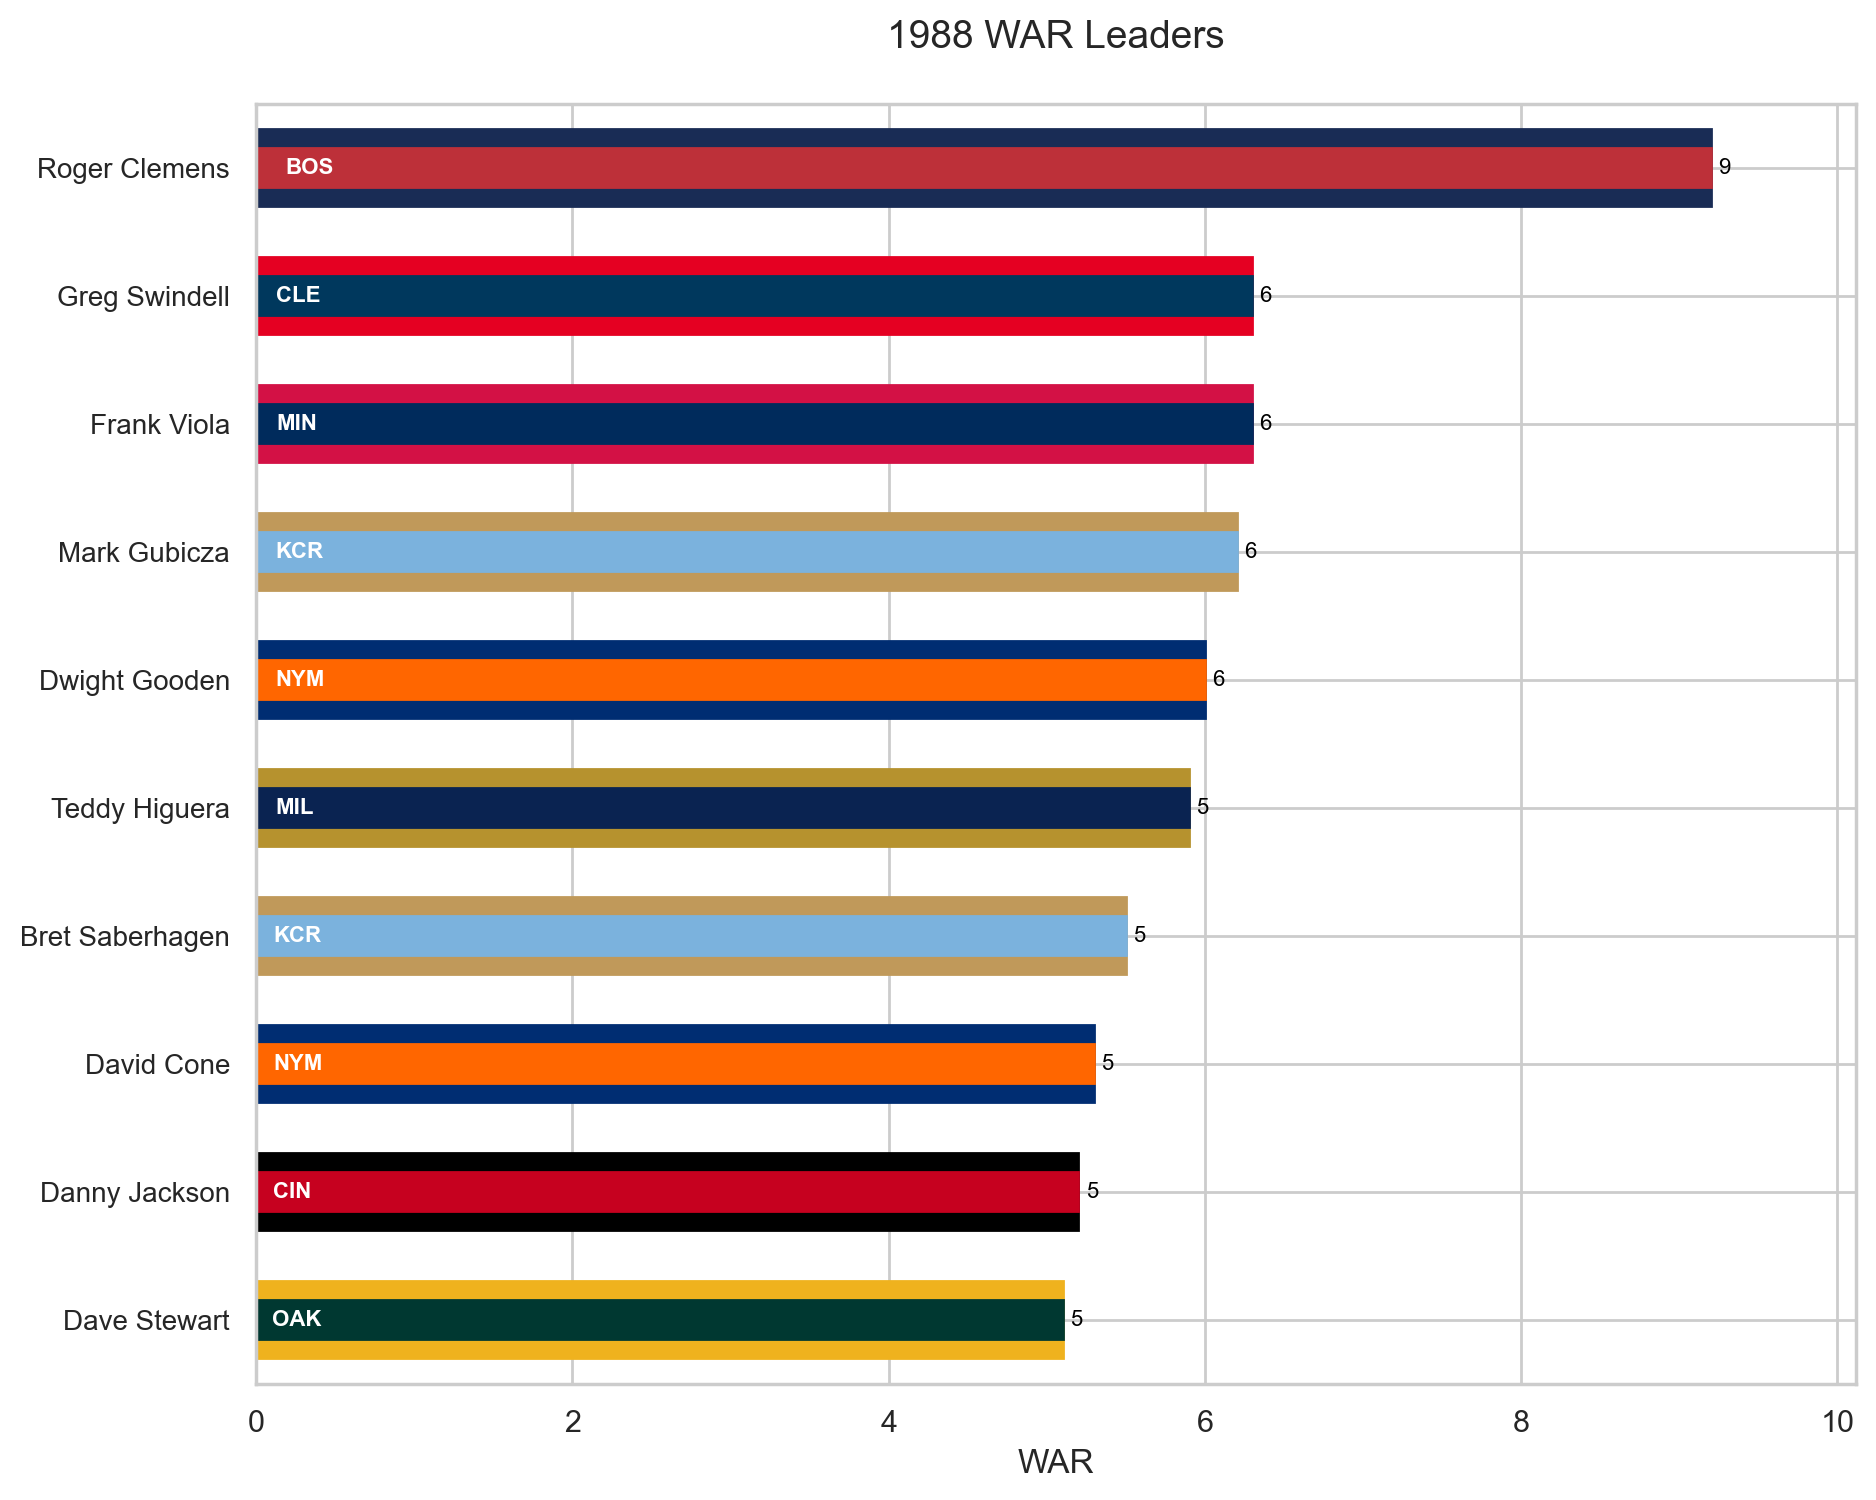 1988 WAR Leaders
Roger Clemens BOS 9
Greg Swindell CLE 6
Frank Viola MIN 6
Mark Gubicza KCR 6
Dwight Gooden NYM 6
Teddy Higuera MIL 5
Bret Saberhagen KCR 5
David Cone NYM 5
Danny Jackson CIN 5
Dave Stewart OAK 5
0 2 4 6 8 10
WAR